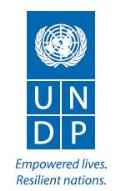 U N
D P
Empowered lives.
Resilient nations.